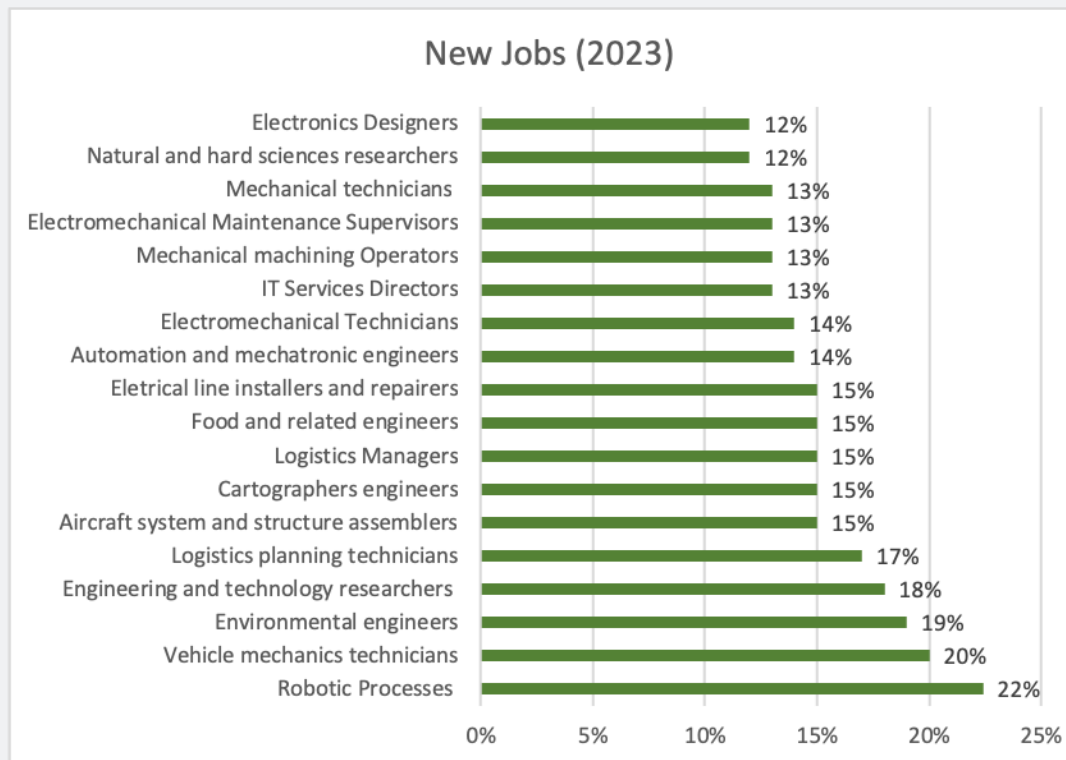 New Jobs (2023)
Electronics Designers 12%
Natural and hard sciences researchers 12%
Mechanical technicians 13%
Electromechanical Maintenance Supervisors 13%
Mechanical machining Operators 13%
IT Services Directors 13%
Electromechanical Technicians 14%
Automation and mechatronic engineers 14%
Eletrical line installers and repairers 15%
Food and related engineers 15%
Logistics Managers 15%
Cartographers engineers 15%
Aircraft system and structure assemblers 15%
Logistics planning technicians 17%
Engineering and technology researchers 18%
Environmental engineers 19%
Vehicle mechanics technicians 20%
Robotic Processes 22%
0% 5% 10% 15% 20% 25%